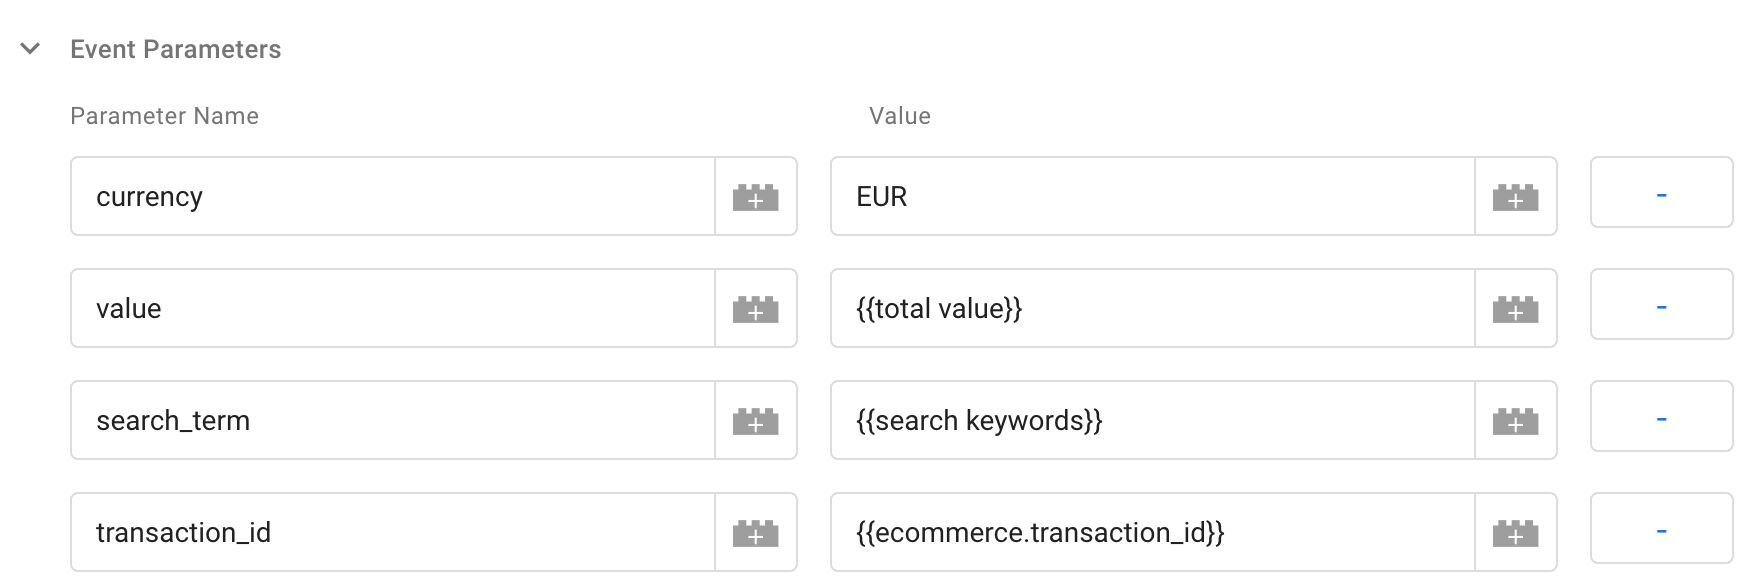 Event Parameters
Parameter Name Value
currency EUR -
value {{total value}} -
search_term {{search keywords}} -
transaction_id {{ecommerce.transaction_id}} -